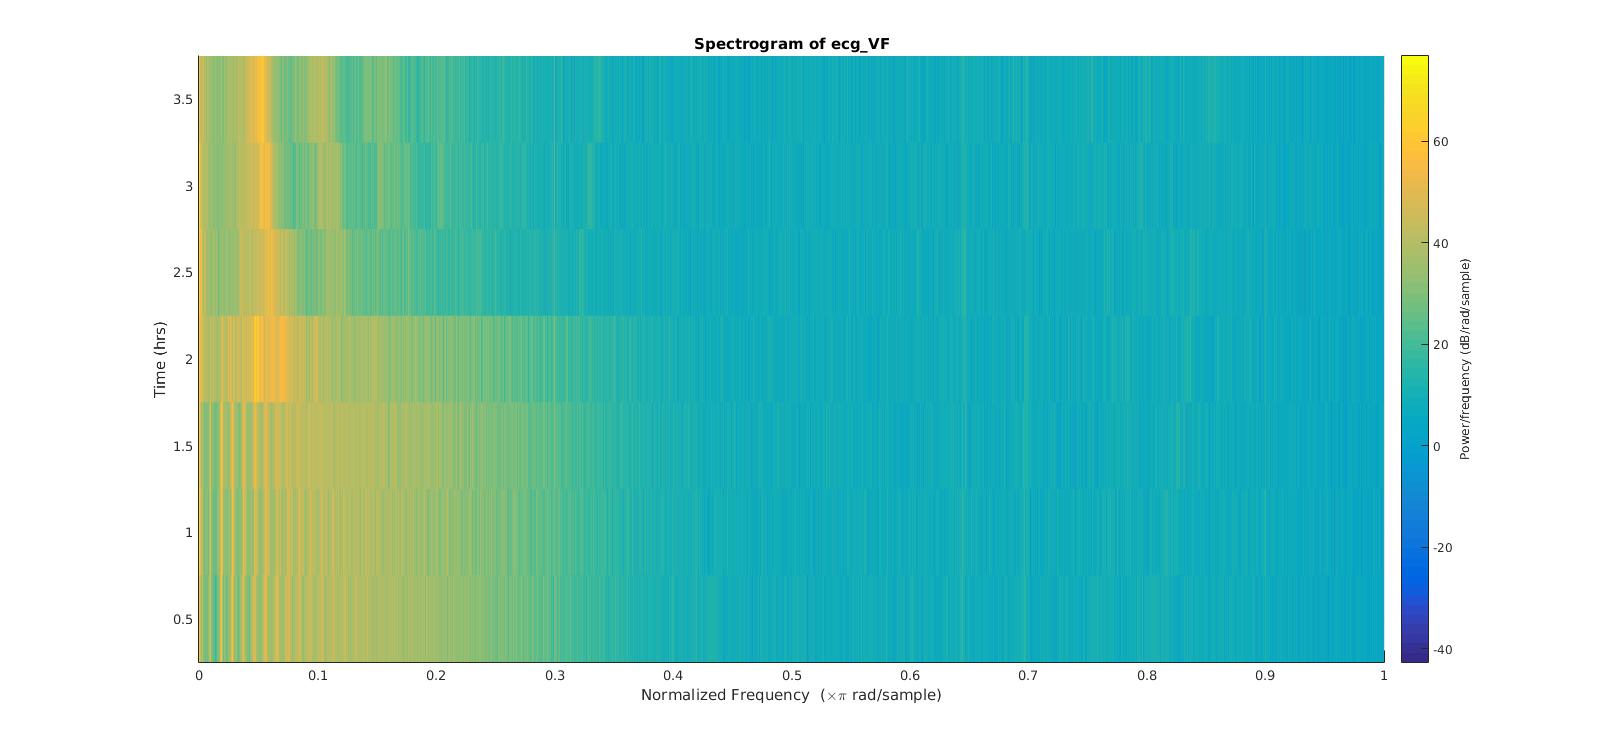 Spectrogram of ecg_VF
3.5
3
2.5
2
1.5
1
0.5
Time (hrs)
0 0.1 0.2 0.3 0.4 0.5 0.6 0.7 0.8 0.9 1
Normalized Frequency (×π rad/sample)
60
40
20
0
-20
-40
Power/frequency (dB/rad/sample)